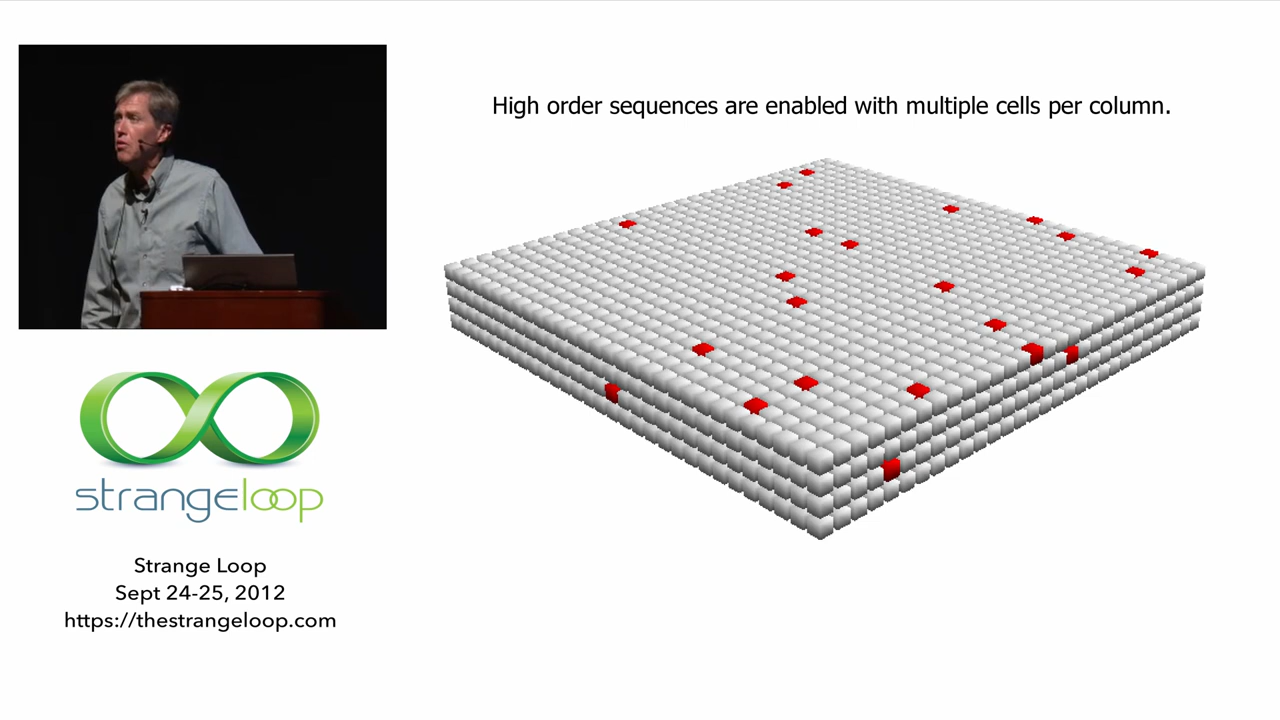 High order sequences are enabled with multiple cells per column.
strangeloop
Strange Loop
Sept 24-25, 2012
https://thestrangeloop.com